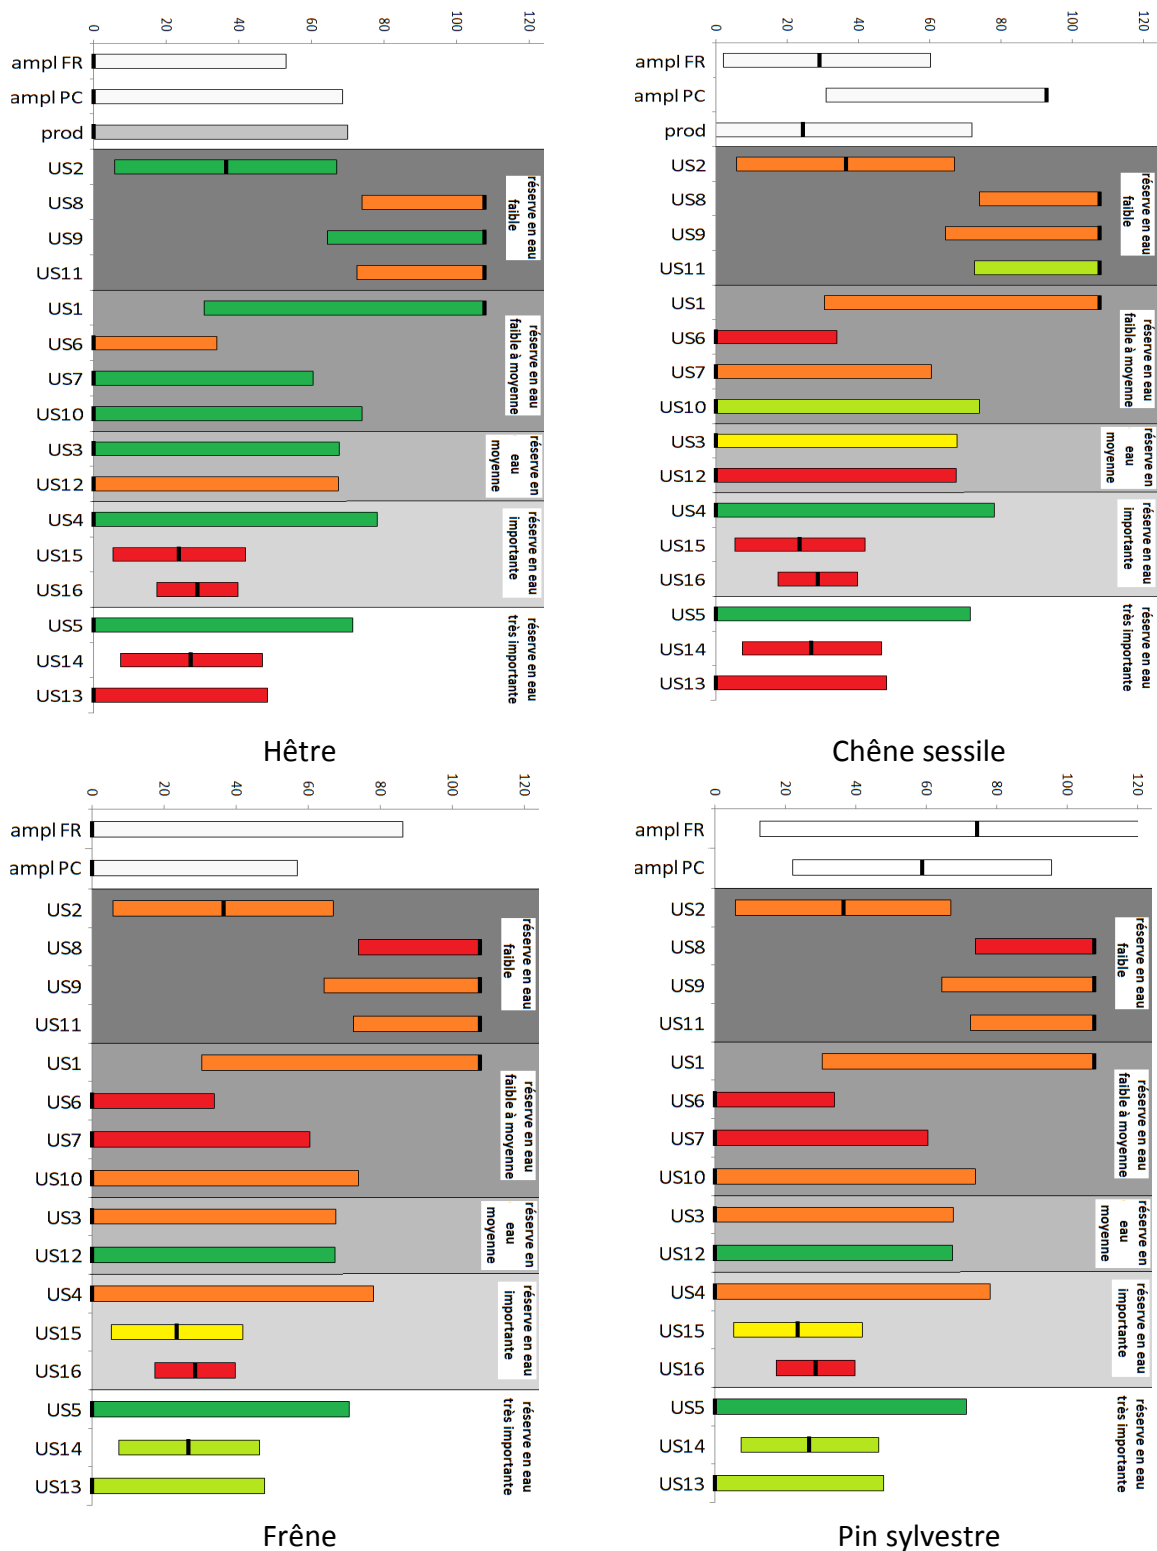 0 20 40 60 80 100 120
ampl FR
ampl PC
prod
US2
US8
US9
US11
réserve en eau
faible
US1
US6
US7
US10
réserve en eau
faible à moyenne
US3
US12
réserve en
eau
moyenne
US4
US15
US16
réserve en eau
importante
US5
US14
US13
réserve en eau
très importante
Hêtre
0 20 40 60 80 100 120
ampl FR
ampl PC
prod
US2
US8
US9
US11
réserve en eau
faible
US1
US6
US7
US10
réserve en eau
faible à moyenne
US3
US12
réserve en
eau
moyenne
US4
US15
US16
réserve en eau
importante
US5
US14
US13
réserve en eau
très importante
Chêne sessile
0 20 40 60 80 100 120
ampl FR
ampl PC
US2
US8
US9
US11
réserve en eau
faible
US1
US6
US7
US10
réserve en eau
faible à moyenne
US3
US12
réserve en
eau
moyenne
US4
US15
US16
réserve en eau
importante
US5
US14
US13
réserve en eau
très importante
Frêne
0 20 40 60 80 100 120
ampl FR
ampl PC
US2
US8
US9
US11
réserve en eau
faible
US1
US6
US7
US10
réserve en eau
faible à moyenne
US3
US12
réserve en
eau
moyenne
US4
US15
US16
réserve en eau
importante
US5
US14
US13
réserve en eau
très importante
Pin sylvestre